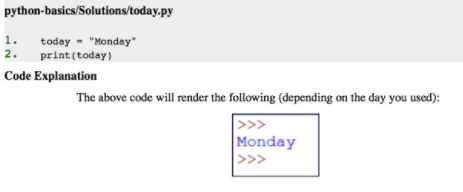 python-basics/Solutions/today.py
1. today = "Monday"
2. print(today)
Code Explanation
The above code will render the following (depending on the day you used):
>>>
Monday
>>>